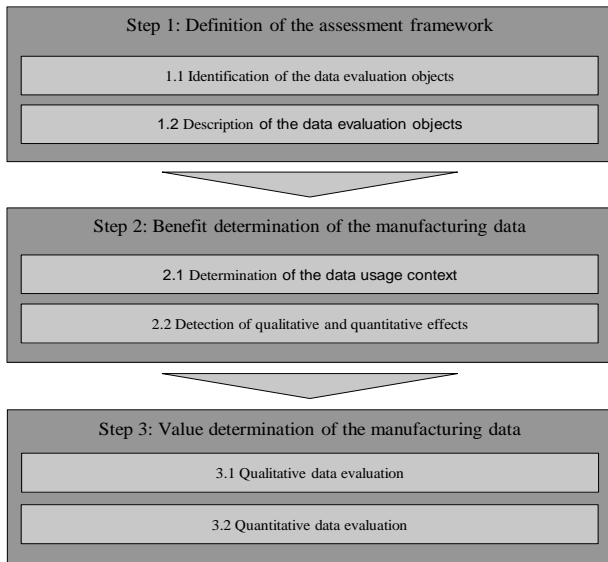 Step 1: Definition of the assessment framework
1.1 Identification of the data evaluation objects
1.2 Description of the data evaluation objects
Step 2: Benefit determination of the manufacturing data
2.1 Determination of the data usage context
2.2 Detection of qualitative and quantitative effects
Step 3: Value determination of the manufacturing data
3.1 Qualitative data evaluation
3.2 Quantitative data evaluation